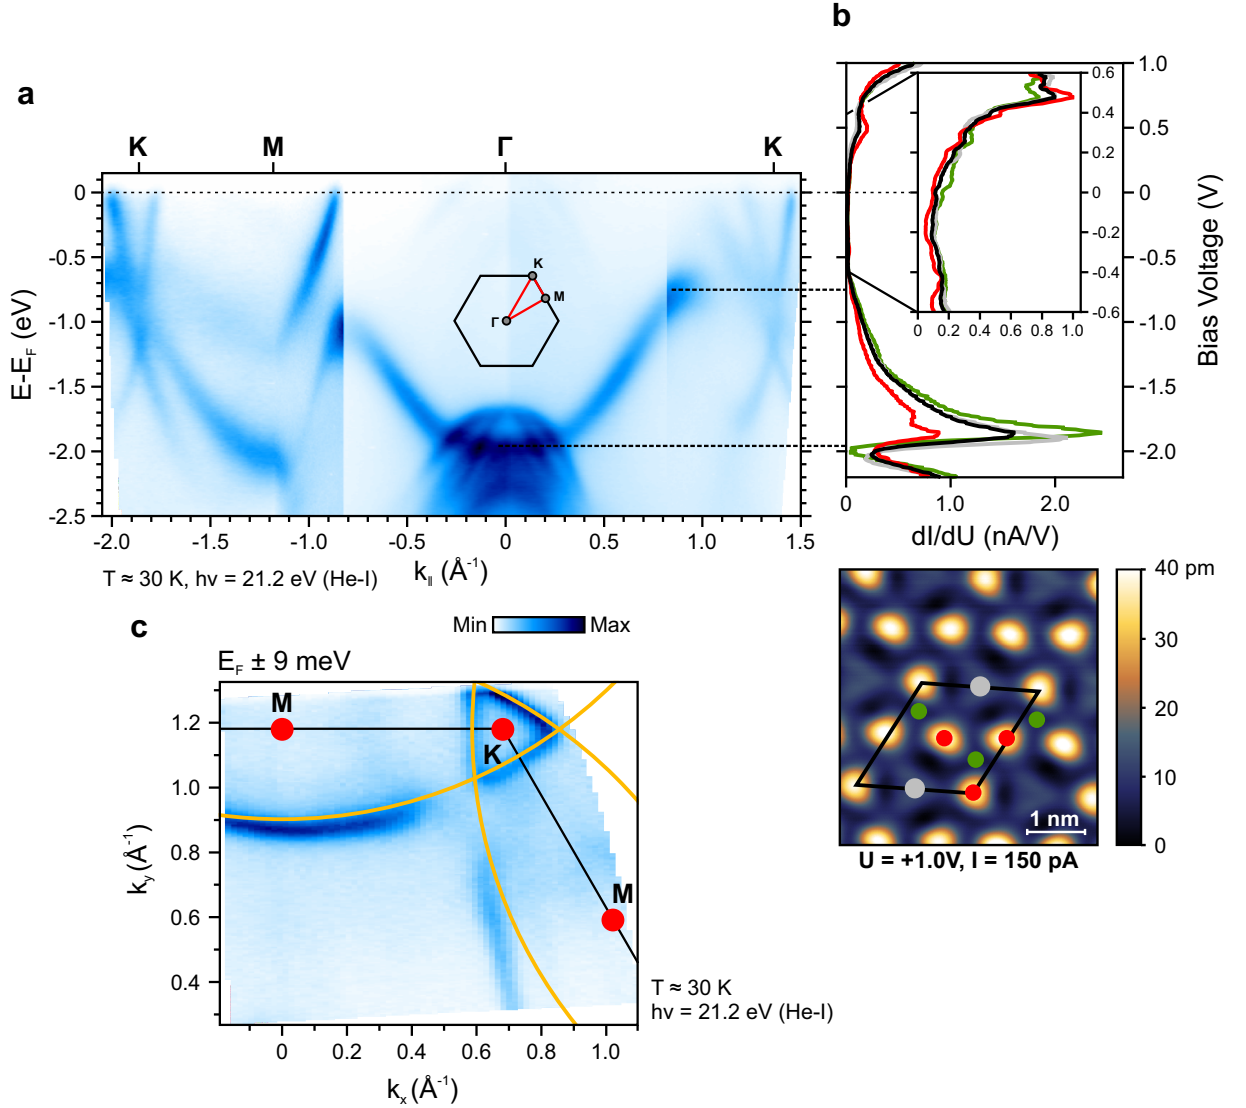 a
K M Γ K
E-E_F (eV)
0
-0.5
-1.0
-1.5
-2.0
-2.5
K
M
Γ
-2.0 -1.5 -1.0 -0.5 0 0.5 1.0 1.5
k_∥ (Å⁻¹)
T ≈ 30 K, hν = 21.2 eV (He-I)
b
1.0
0.5
0
-0.5
-1.0
-1.5
-2.0
Bias Voltage (V)
0.6
0.4
0.2
0
-0.2
-0.4
-0.6
0 0.2 0.4 0.6 0.8 1.0
0 1.0 2.0
dI/dU (nA/V)
40 pm
30
20
10
0
1 nm
U = +1.0V, I = 150 pA
c
Min Max
E_F ± 9 meV
M
K
M
k_y (Å⁻¹)
1.2
1.0
0.8
0.6
0.4
0 0.2 0.4 0.6 0.8 1.0
k_x (Å⁻¹)
T ≈ 30 K
hν = 21.2 eV (He-I)